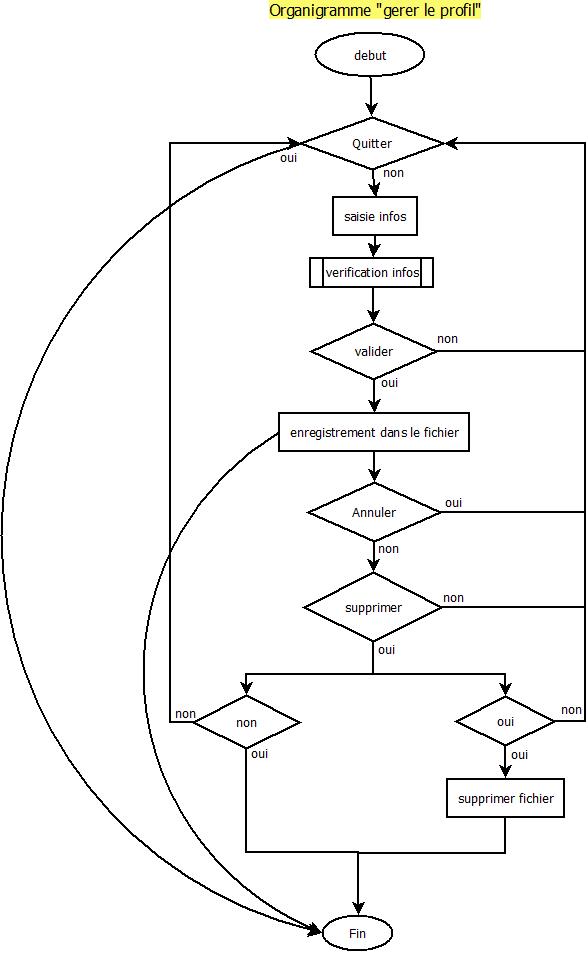 Organigramme "gerer le profil"
debut
Quitter
oui
non
saisie infos
verification infos
valider
non
oui
enregistrement dans le fichier
Annuler
oui
non
supprimer
non
oui
non
non
oui
non
oui
oui
supprimer fichier
Fin